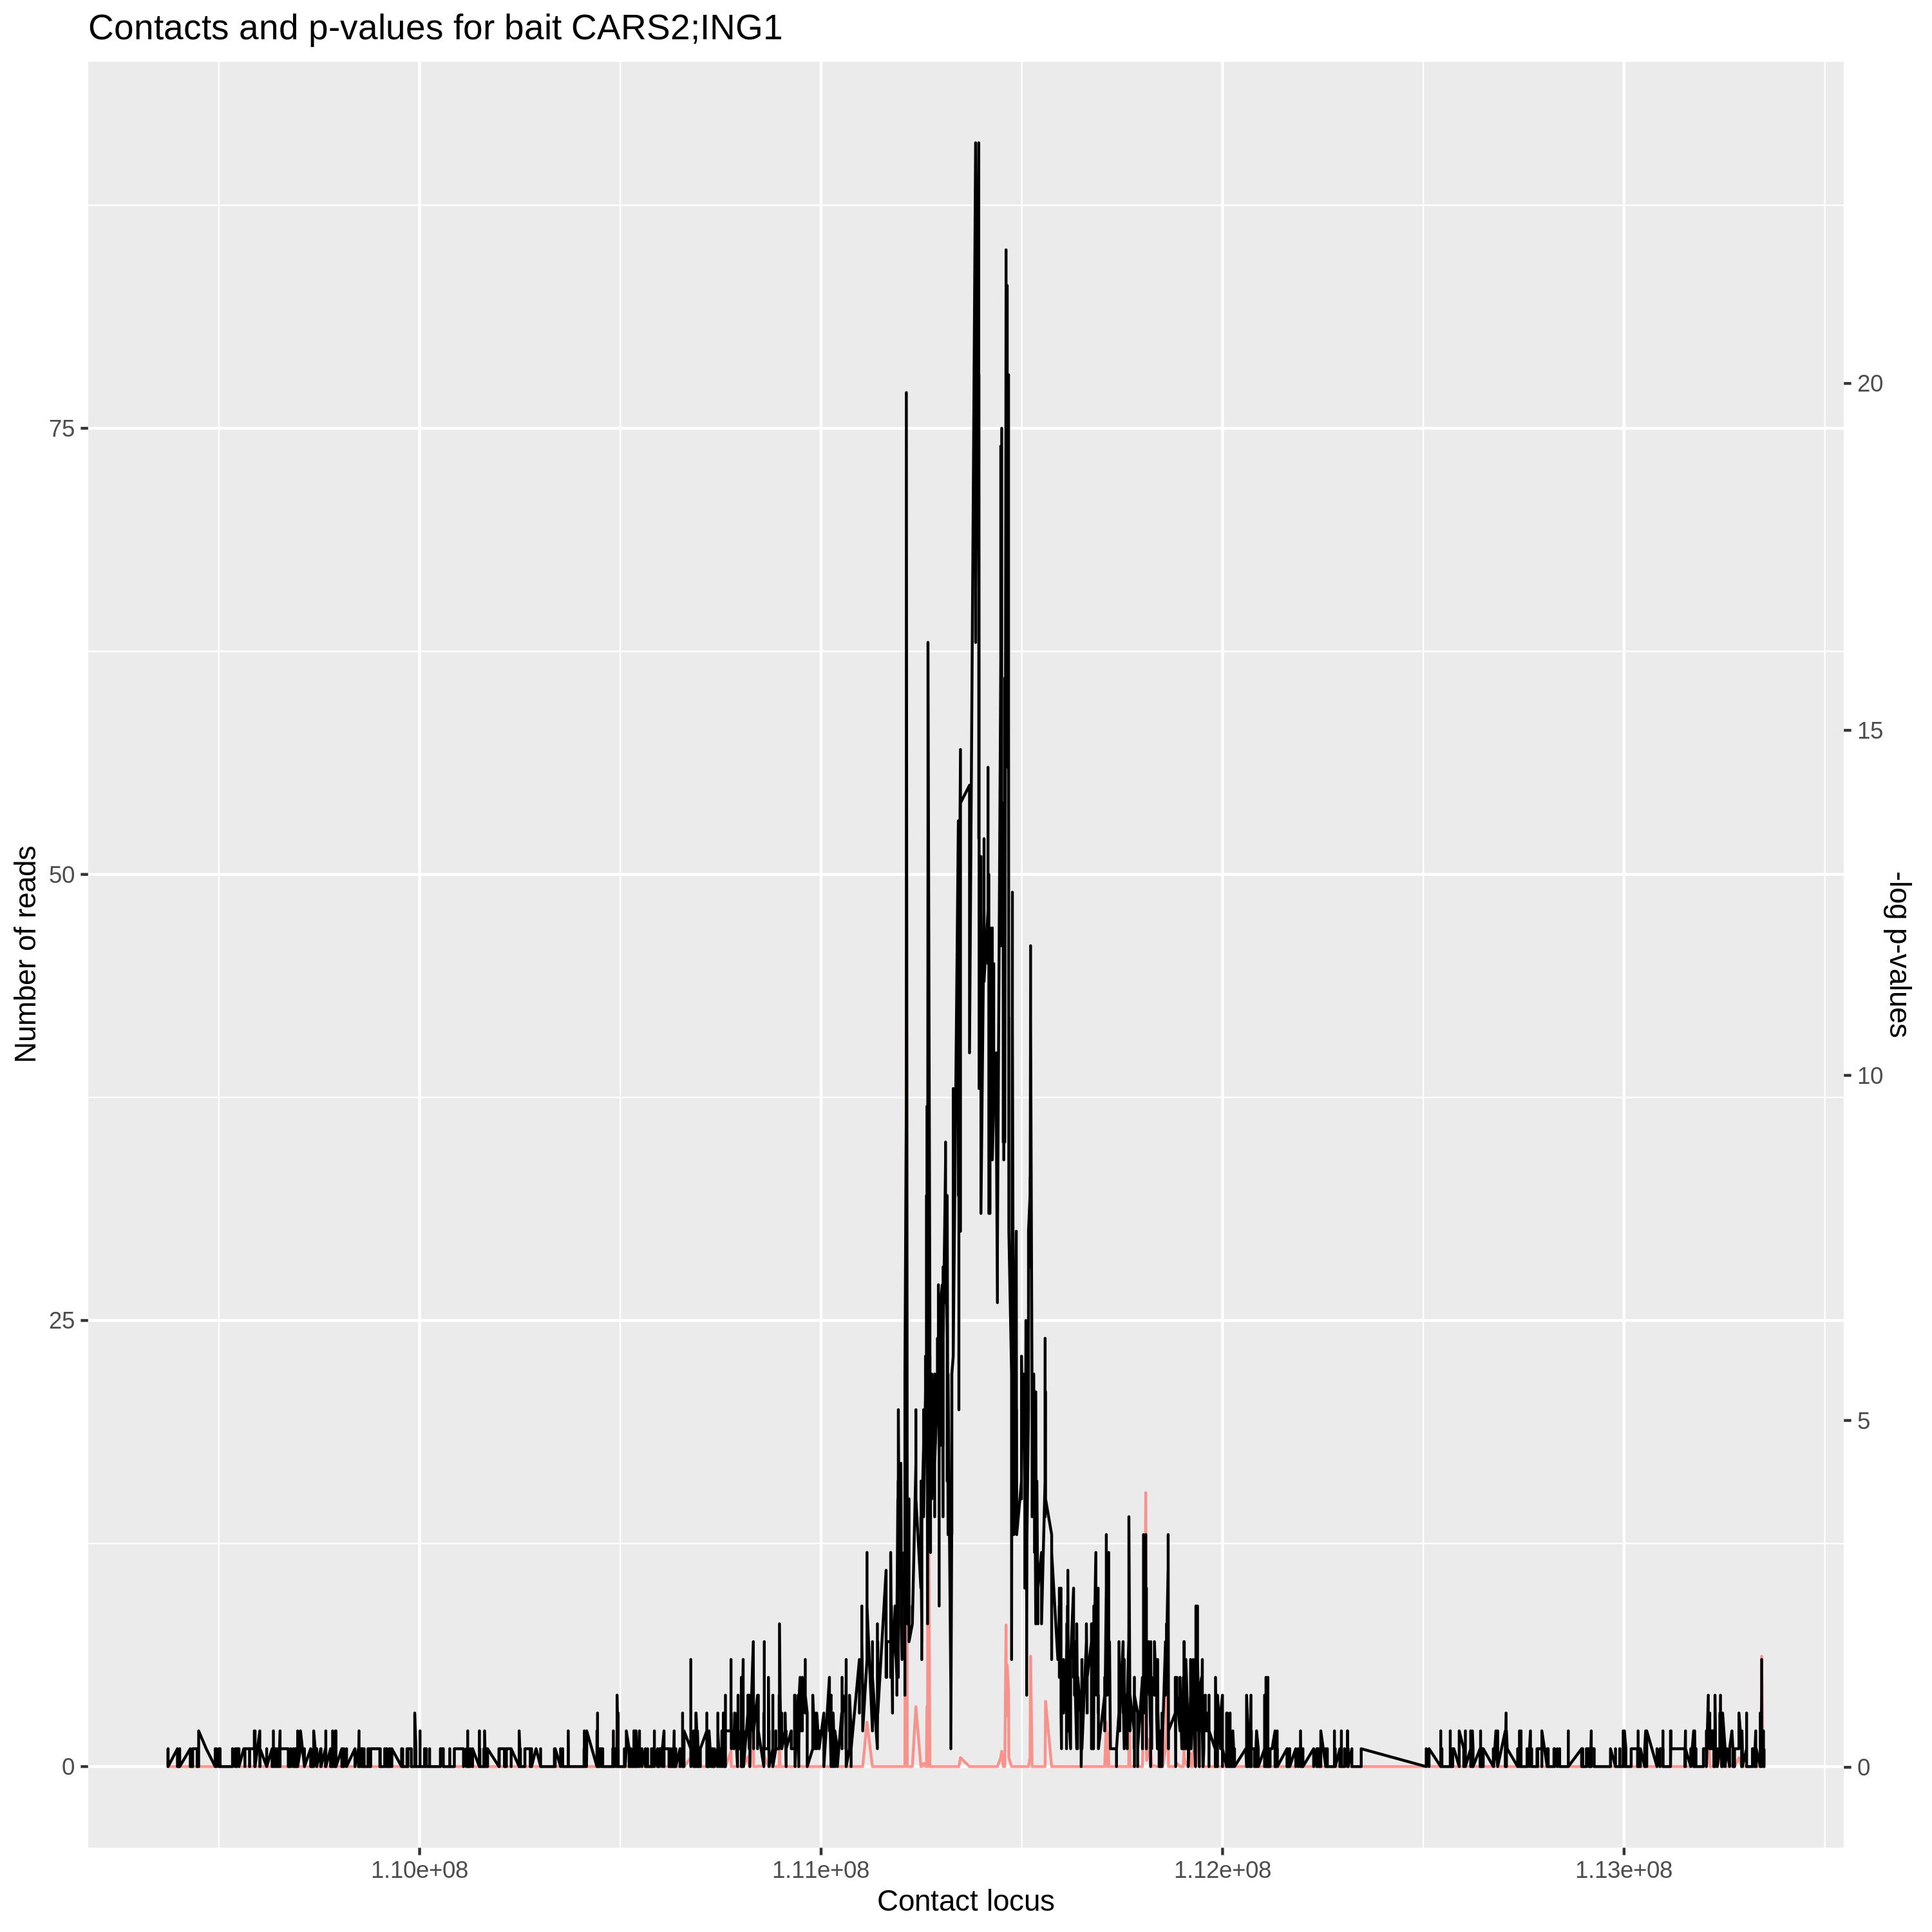 Contacts and p-values for bait CARS2;ING1
75
50
25
0
20
15
10
5
0
Number of reads
-log p-values
1.10e+08
1.11e+08
1.12e+08
1.13e+08
Contact locus